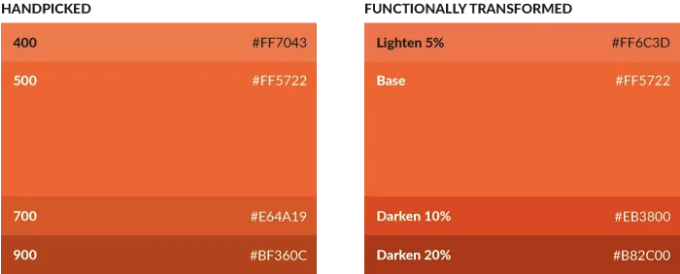 HANDPICKED
400 #FF7043
500 #FF5722
700 #E64A19
900 #BF360C
FUNCTIONALLY TRANSFORMED
Lighten 5% #FF6C3D
Base #FF5722
Darken 10% #EB3800
Darken 20% #B82C00